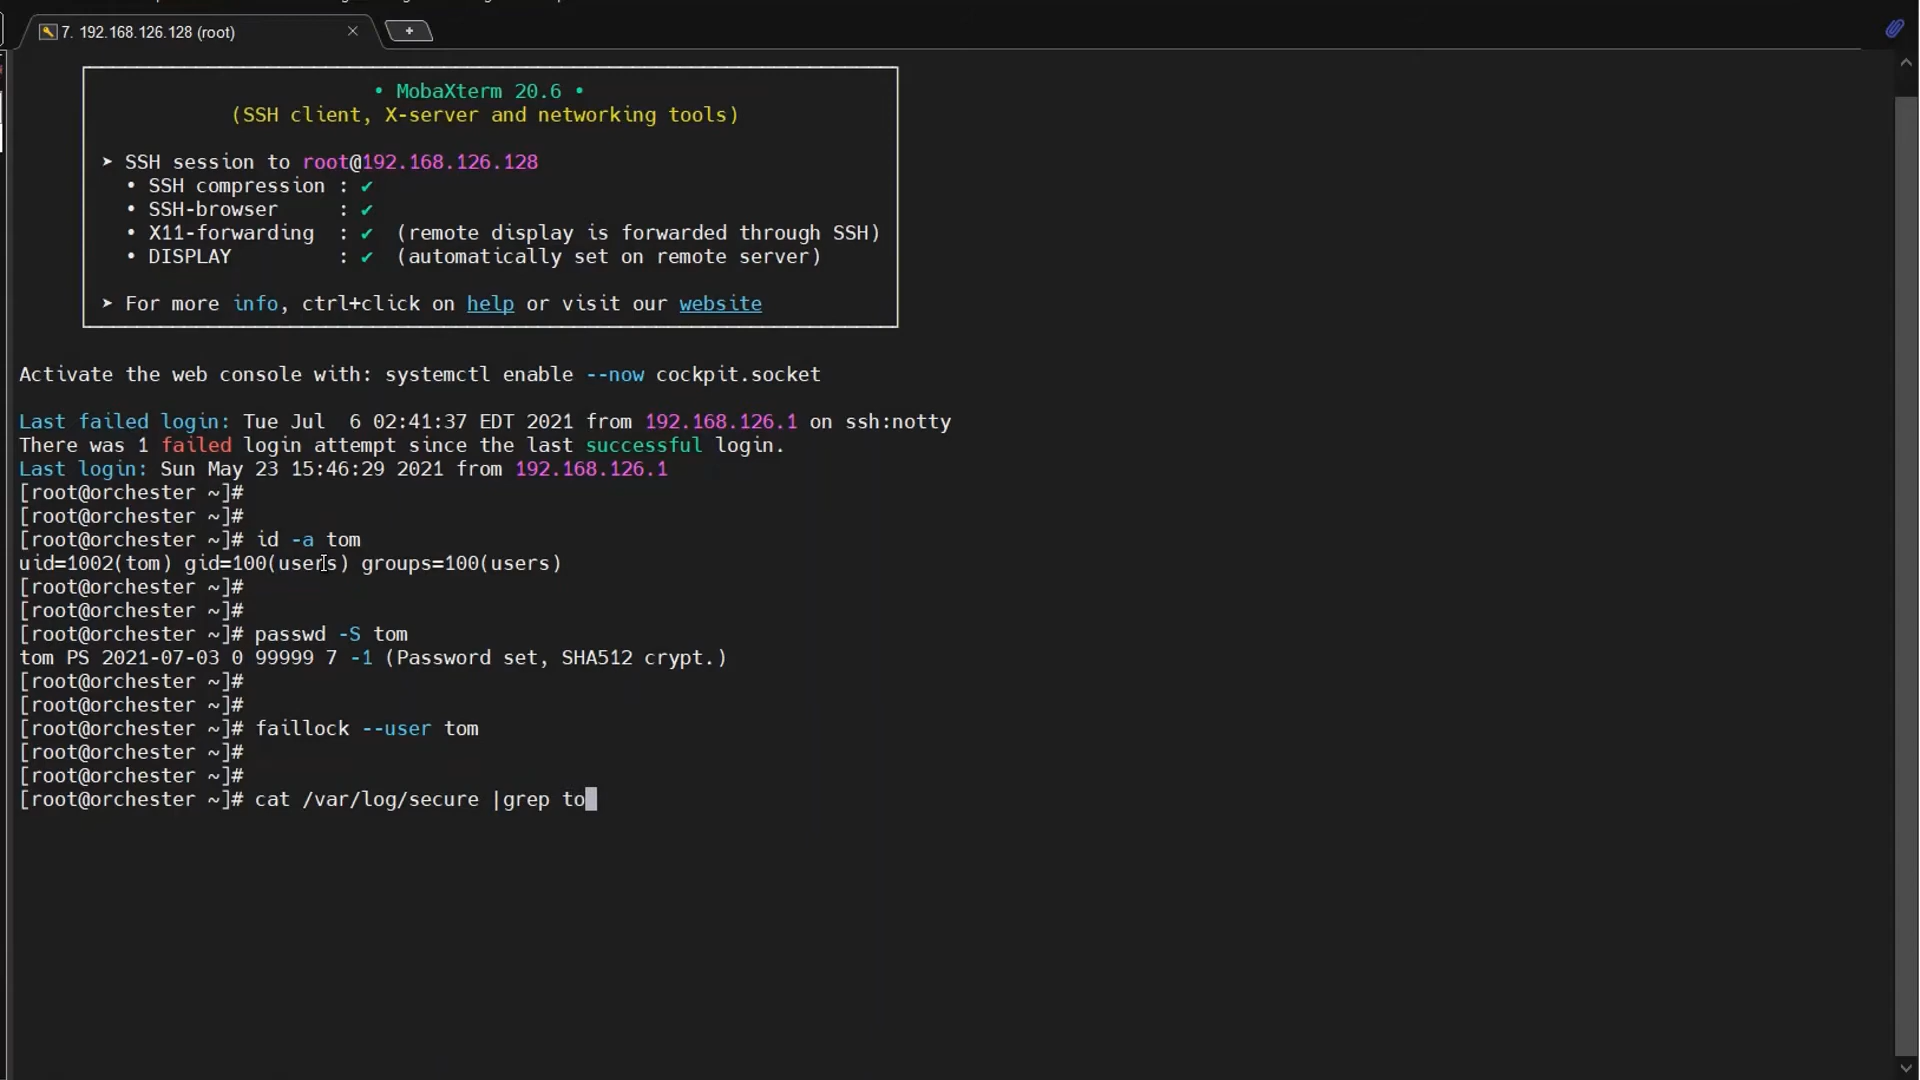 7. 192.168.126.128 (root)
• MobaXterm 20.6 •
(SSH client, X-server and networking tools)
➤ SSH session to root@192.168.126.128
• SSH compression : ✔
• SSH-browser     : ✔
• X11-forwarding  : ✔  (remote display is forwarded through SSH)
• DISPLAY         : ✔  (automatically set on remote server)
➤ For more info, ctrl+click on help or visit our website
Activate the web console with: systemctl enable --now cockpit.socket
Last failed login: Tue Jul  6 02:41:37 EDT 2021 from 192.168.126.1 on ssh:notty
There was 1 failed login attempt since the last successful login.
Last login: Sun May 23 15:46:29 2021 from 192.168.126.1
[root@orchester ~]#
[root@orchester ~]#
[root@orchester ~]# id -a tom
uid=1002(tom) gid=100(users) groups=100(users)
[root@orchester ~]#
[root@orchester ~]#
[root@orchester ~]# passwd -S tom
tom PS 2021-07-03 0 99999 7 -1 (Password set, SHA512 crypt.)
[root@orchester ~]#
[root@orchester ~]#
[root@orchester ~]# faillock --user tom
[root@orchester ~]#
[root@orchester ~]#
[root@orchester ~]# cat /var/log/secure |grep to